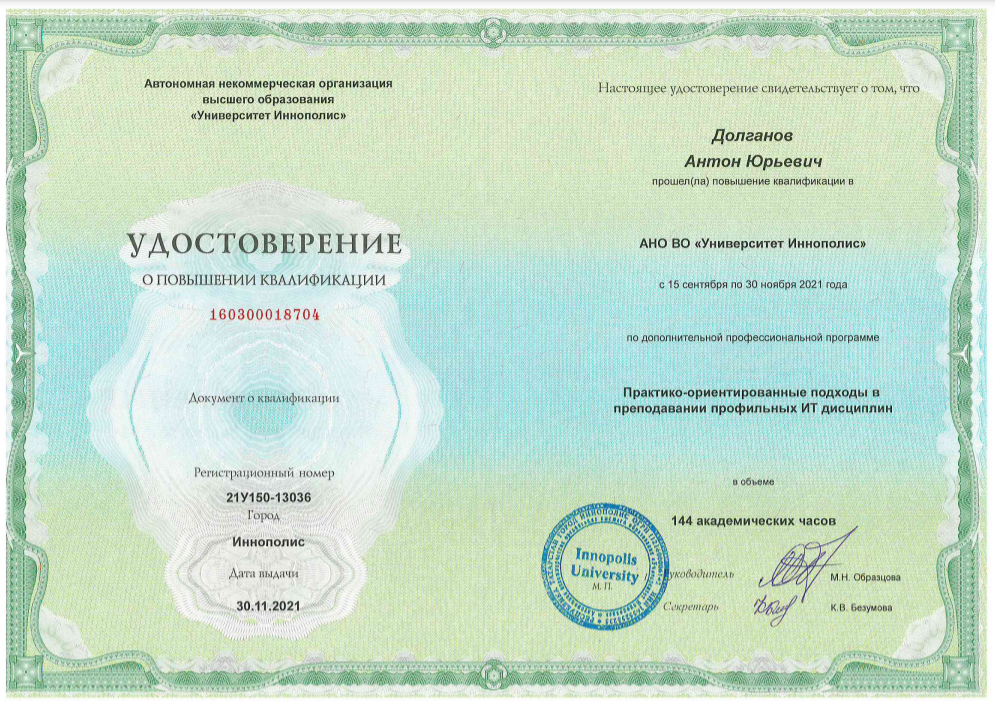 Автономная некоммерческая организация
высшего образования
«Университет Иннополис»
УДОСТОВЕРЕНИЕ
О ПОВЫШЕНИИ КВАЛИФИКАЦИИ
160300018704
Документ о квалификации
Регистрационный номер
21У150-13036
Город
Иннополис
Дата выдачи
30.11.2021
Настоящее удостоверение свидетельствует о том, что
Долганов
Антон Юрьевич
прошел(ла) повышение квалификации в
АНО ВО «Университет Иннополис»
с 15 сентября по 30 ноября 2021 года
по дополнительной профессиональной программе
Практико-ориентированные подходы в
преподавании профильных ИТ дисциплин
в объеме
144 академических часов
Innopolis
University
М. П.
Руководитель
М.Н. Образцова
Секретарь
К.В. Безумова